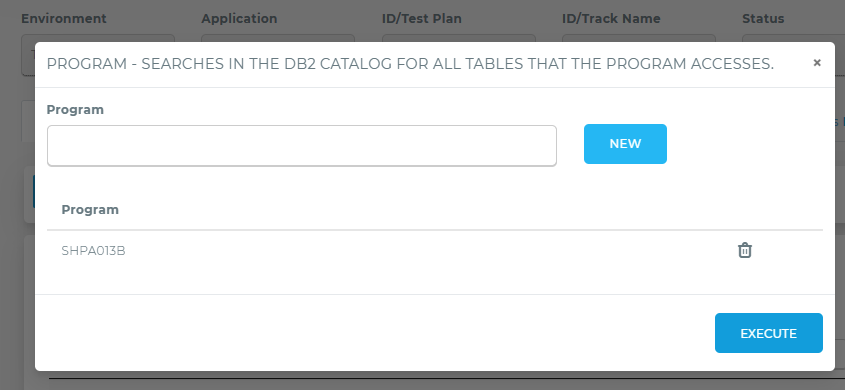 Environment Application ID/Test Plan ID/Track Name Status
PROGRAM - SEARCHES IN THE DB2 CATALOG FOR ALL TABLES THAT THE PROGRAM ACCESSES. ×
Program
NEW
Program
SHPA013B
EXECUTE